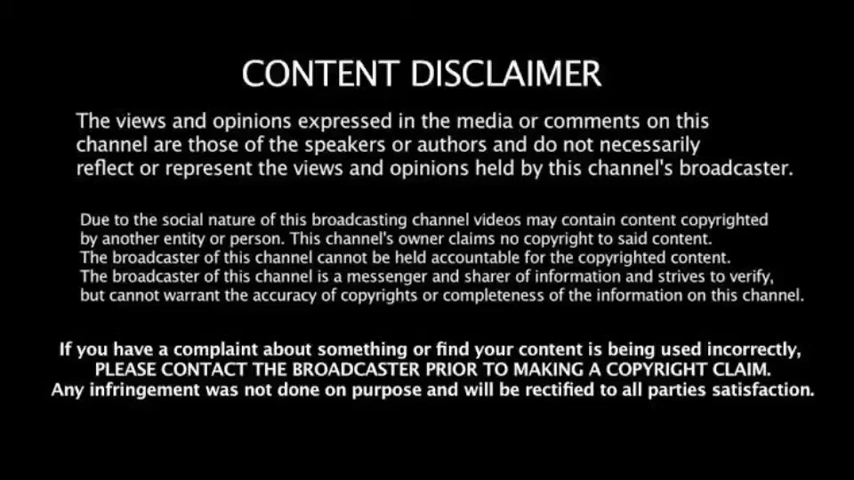 CONTENT DISCLAIMER
The views and opinions expressed in the media or comments on this
channel are those of the speakers or authors and do not necessarily
reflect or represent the views and opinions held by this channel's broadcaster.
Due to the social nature of this broadcasting channel videos may contain content copyrighted
by another entity or person. This channel's owner claims no copyright to said content.
The broadcaster of this channel cannot be held accountable for the copyrighted content.
The broadcaster of this channel is a messenger and sharer of information and strives to verify,
but cannot warrant the accuracy of copyrights or completeness of the information on this channel.
If you have a complaint about something or find your content is being used incorrectly,
PLEASE CONTACT THE BROADCASTER PRIOR TO MAKING A COPYRIGHT CLAIM.
Any infringement was not done on purpose and will be rectified to all parties satisfaction.